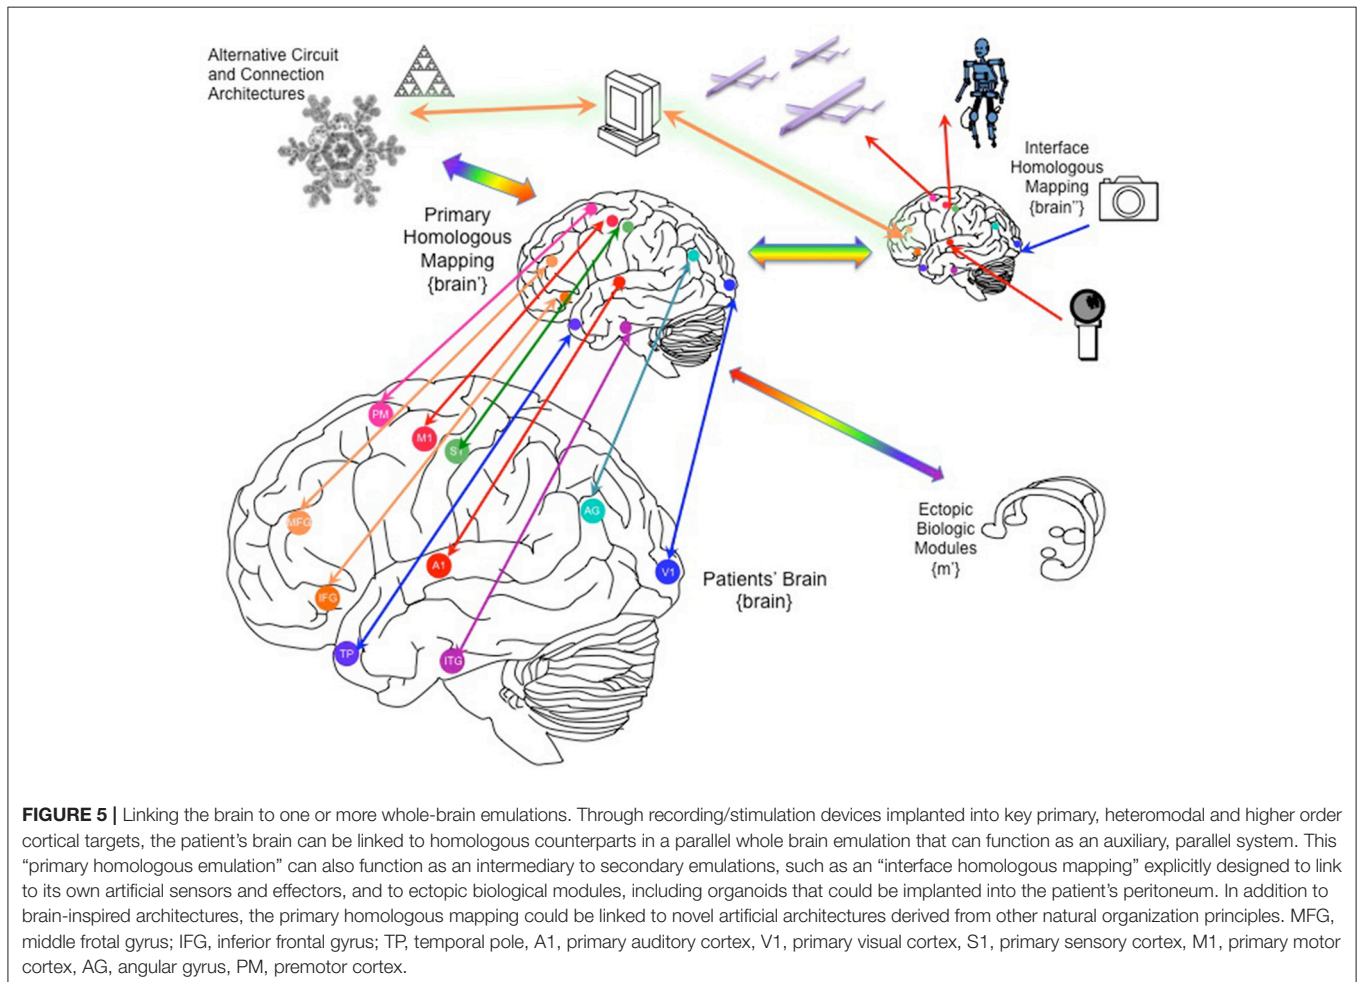 Alternative Circuit
and Connection
Architectures
Interface
Homologous
Mapping
{brain''}
Primary
Homologous
Mapping
{brain'}
PM
M1
S1
MFG
AG
A1
V1
IFG
TP
ITG
Patients' Brain
{brain}
Ectopic
Biologic
Modules
{m'}
FIGURE 5 | Linking the brain to one or more whole-brain emulations. Through recording/stimulation devices implanted into key primary, heteromodal and higher order
cortical targets, the patient's brain can be linked to homologous counterparts in a parallel whole brain emulation that can function as an auxiliary, parallel system. This
“primary homologous emulation” can also function as an intermediary to secondary emulations, such as an “interface homologous mapping” explicitly designed to link
to its own artificial sensors and effectors, and to ectopic biological modules, including organoids that could be implanted into the patient's peritoneum. In addition to
brain-inspired architectures, the primary homologous mapping could be linked to novel artificial architectures derived from other natural organization principles. MFG,
middle frotal gyrus; IFG, inferior frontal gyrus; TP, temporal pole, A1, primary auditory cortex, V1, primary visual cortex, S1, primary sensory cortex, M1, primary motor
cortex, AG, angular gyrus, PM, premotor cortex.